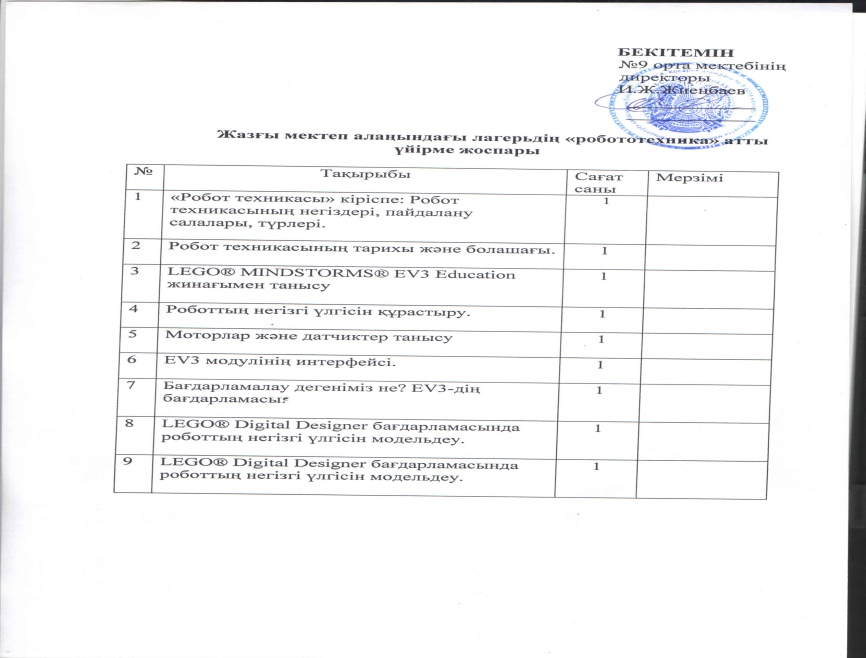 БЕКІТЕМІН
№9 орта мектебінің
директоры
И.Ж.Жиенбаев
Жазғы мектеп алаңындағы лагерьдің «робототехника» атты
үйірме жоспары
№ Тақырыбы Сағат саны Мерзімі
1 «Робот техникасы» кіріспе: Робот
техникасының негіздері, пайдалану
салалары, түрлері. 1
2 Робот техникасының тарихы және болашағы. 1
3 LEGO® MINDSTORMS® EV3 Education
жинағымен танысу 1
4 Роботтың негізгі үлгісін құрастыру. 1
5 Моторлар және датчиктер танысу 1
6 EV3 модулінің интерфейсі. 1
7 Бағдарламалау дегеніміз не? EV3-дің
бағдарламасы? 1
8 LEGO® Digital Designer бағдарламасында
роботтың негізгі үлгісін модельдеу. 1
9 LEGO® Digital Designer бағдарламасында
роботтың негізгі үлгісін модельдеу. 1